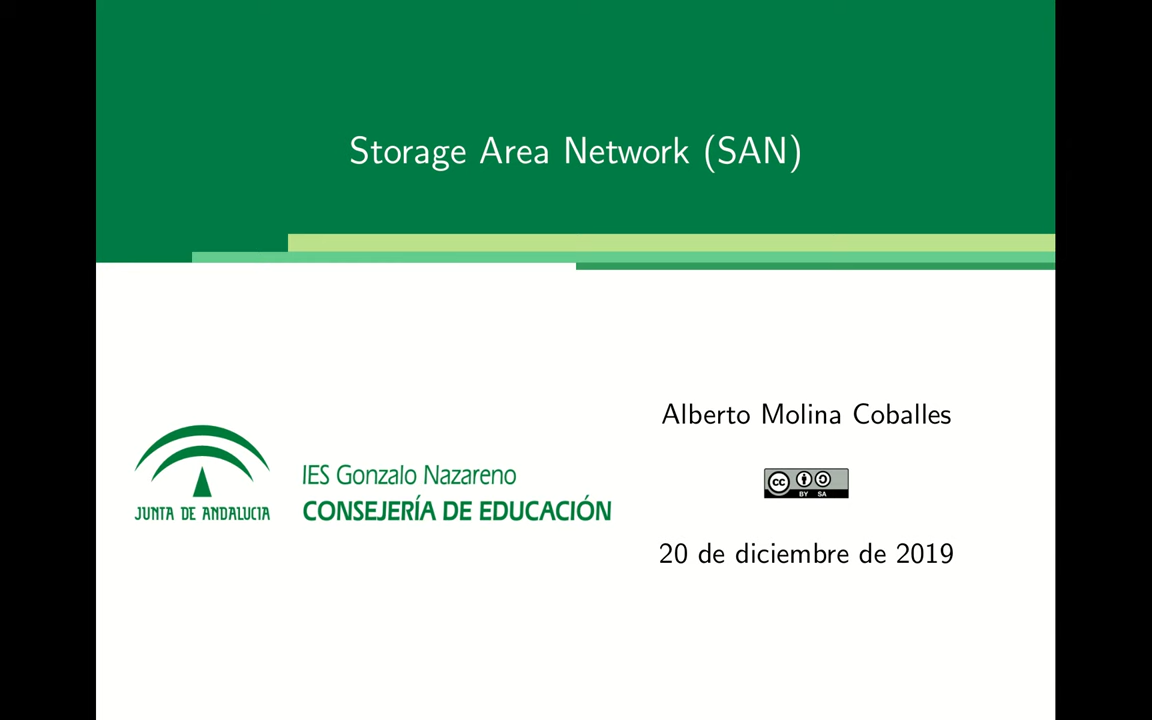 Storage Area Network (SAN)
Alberto Molina Coballes
IES Gonzalo Nazareno
JUNTA DE ANDALUCIA
CONSEJERÍA DE EDUCACIÓN
cc
BY SA
20 de diciembre de 2019